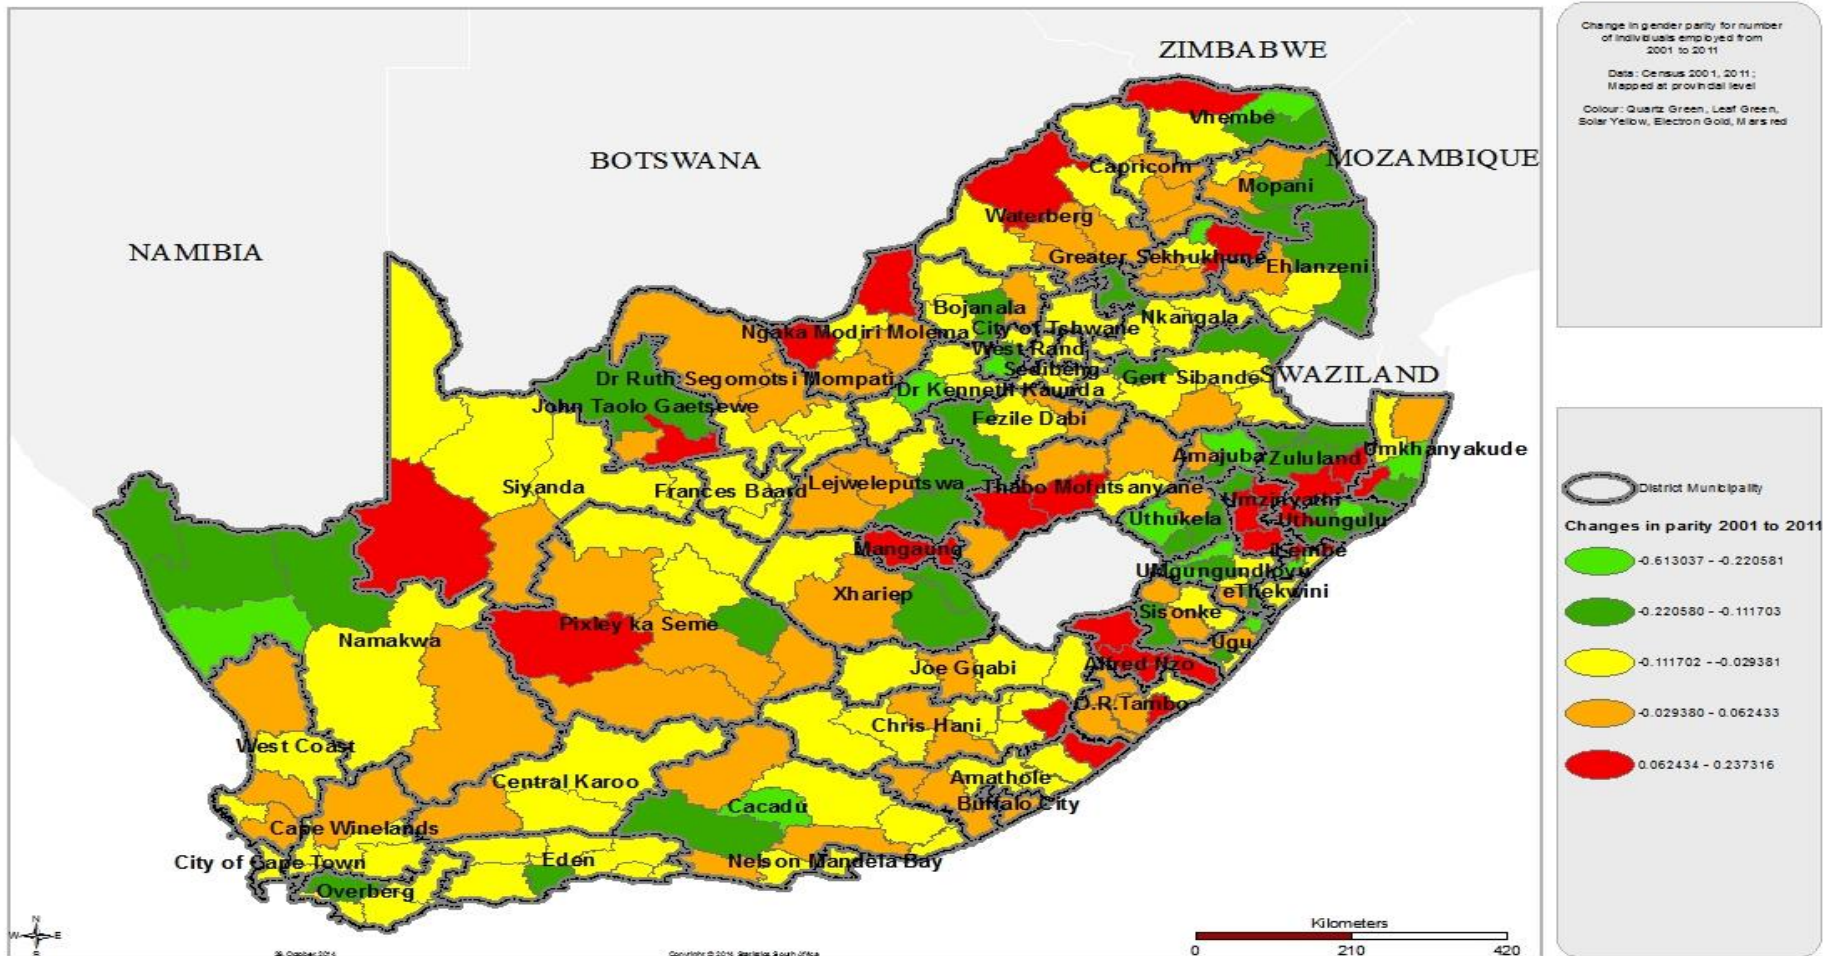 ZIMBABWE
BOTSWANA
MOZAMBIQUE
NAMIBIA
SWAZILAND
Vhembe
Capricorn
Mopani
Waterberg
Greater Sekhukhune
Ehlanzeni
Bojanala
Nkangala
City of Tshwane
Ngaka Modiri Molema
West Rand
Sedibeng
Gert Sibande
Dr Ruth Segomotsi Mompati
Dr Kenneth Kaunda
John Taolo Gaetsewe
Fezile Dabi
Umkhanyakude
Amajuba
Zululand
Siyanda
Frances Baard
Lejweleputswa
Thabo Mofutsanyane
Umzinyathi
Uthukela
Uthungulu
Mangaung
iLembe
UMgungundlovu
eThekwini
Xhariep
Sisonke
Pixley ka Seme
Namakwa
Ugu
Joe Gqabi
Alfred Nzo
O.R.Tambo
Chris Hani
West Coast
Central Karoo
Amathole
Cacadu
Buffalo City
Cape Winelands
City of Cape Town
Eden
Nelson Mandela Bay
Overberg
N
W E
S
Copyright © 2014 Statistics South Africa
Kilometers
0 210 420
Change in gender parity for number
of individuals employed from
2001 to 2011
Data: Census 2001, 2011;
Mapped at provincial level
Colour: Quartz Green, Leaf Green,
Solar Yellow, Electron Gold, Mars red
District Municipality
Changes in parity 2001 to 2011
-0.613037 - -0.220581
-0.220580 - -0.111703
-0.111702 - -0.029381
-0.029380 - 0.062433
0.062434 - 0.237316